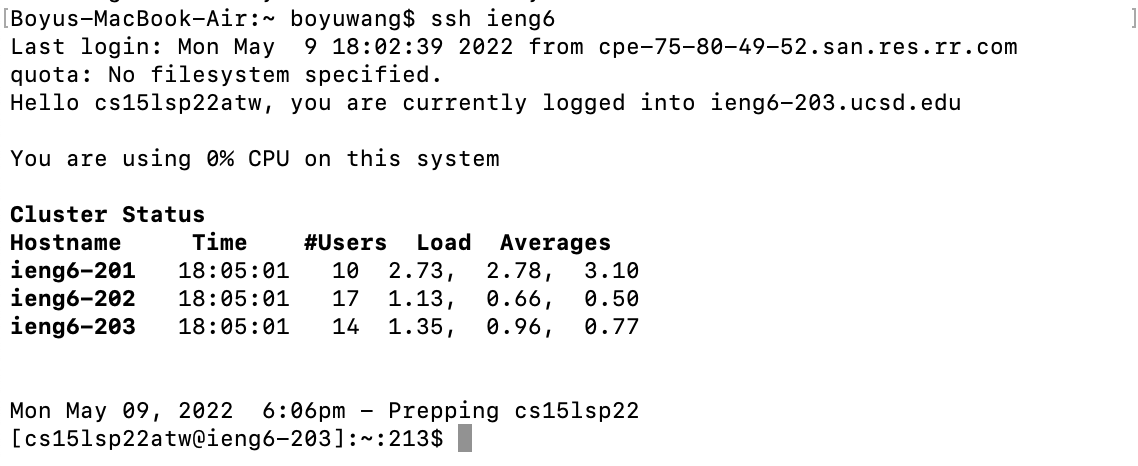 [Boyus-MacBook-Air:~ boyuwang$ ssh ieng6 ]
Last login: Mon May  9 18:02:39 2022 from cpe-75-80-49-52.san.res.rr.com
quota: No filesystem specified.
Hello cs15lsp22atw, you are currently logged into ieng6-203.ucsd.edu
You are using 0% CPU on this system
Cluster Status
Hostname     Time    #Users  Load  Averages
ieng6-201   18:05:01   10  2.73,  2.78,  3.10
ieng6-202   18:05:01   17  1.13,  0.66,  0.50
ieng6-203   18:05:01   14  1.35,  0.96,  0.77
Mon May 09, 2022  6:06pm - Prepping cs15lsp22
[cs15lsp22atw@ieng6-203]:~:213$